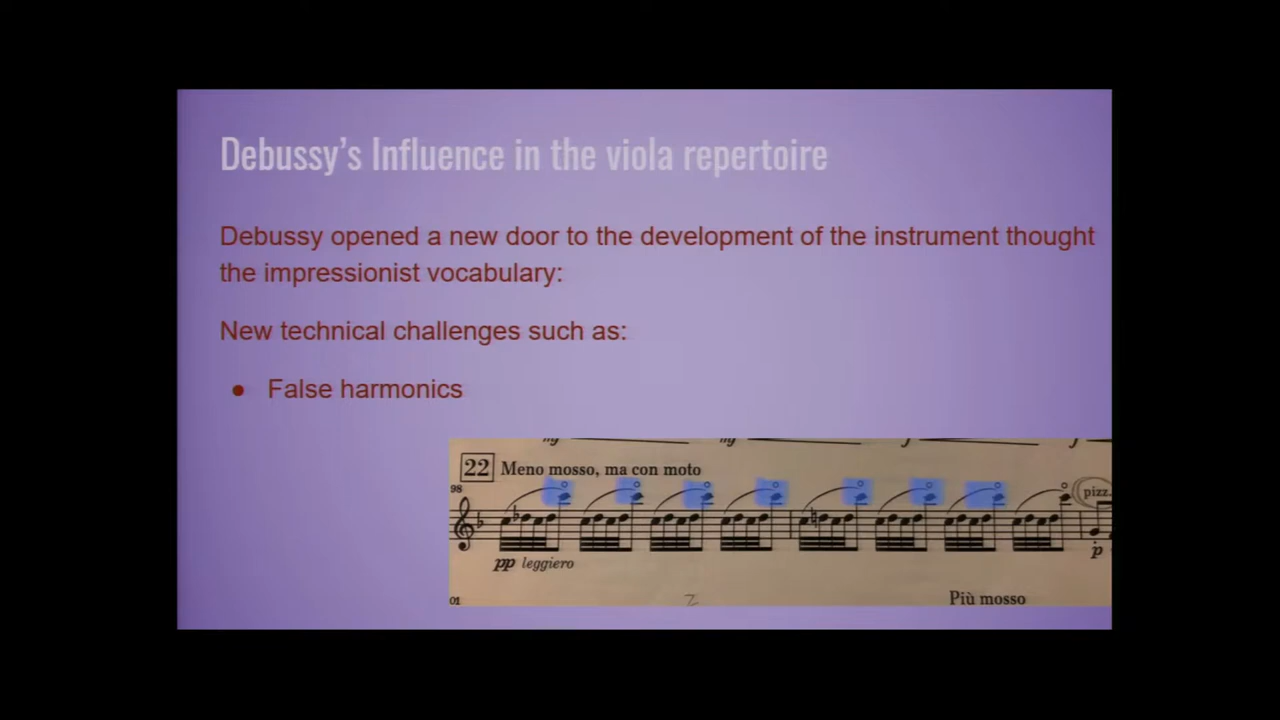 Debussy’s Influence in the viola repertoire
Debussy opened a new door to the development of the instrument thought
the impressionist vocabulary:
New technical challenges such as:
● False harmonics
22 Meno mosso, ma con moto
98
pizz.
pp leggiero
p
01
Più mosso